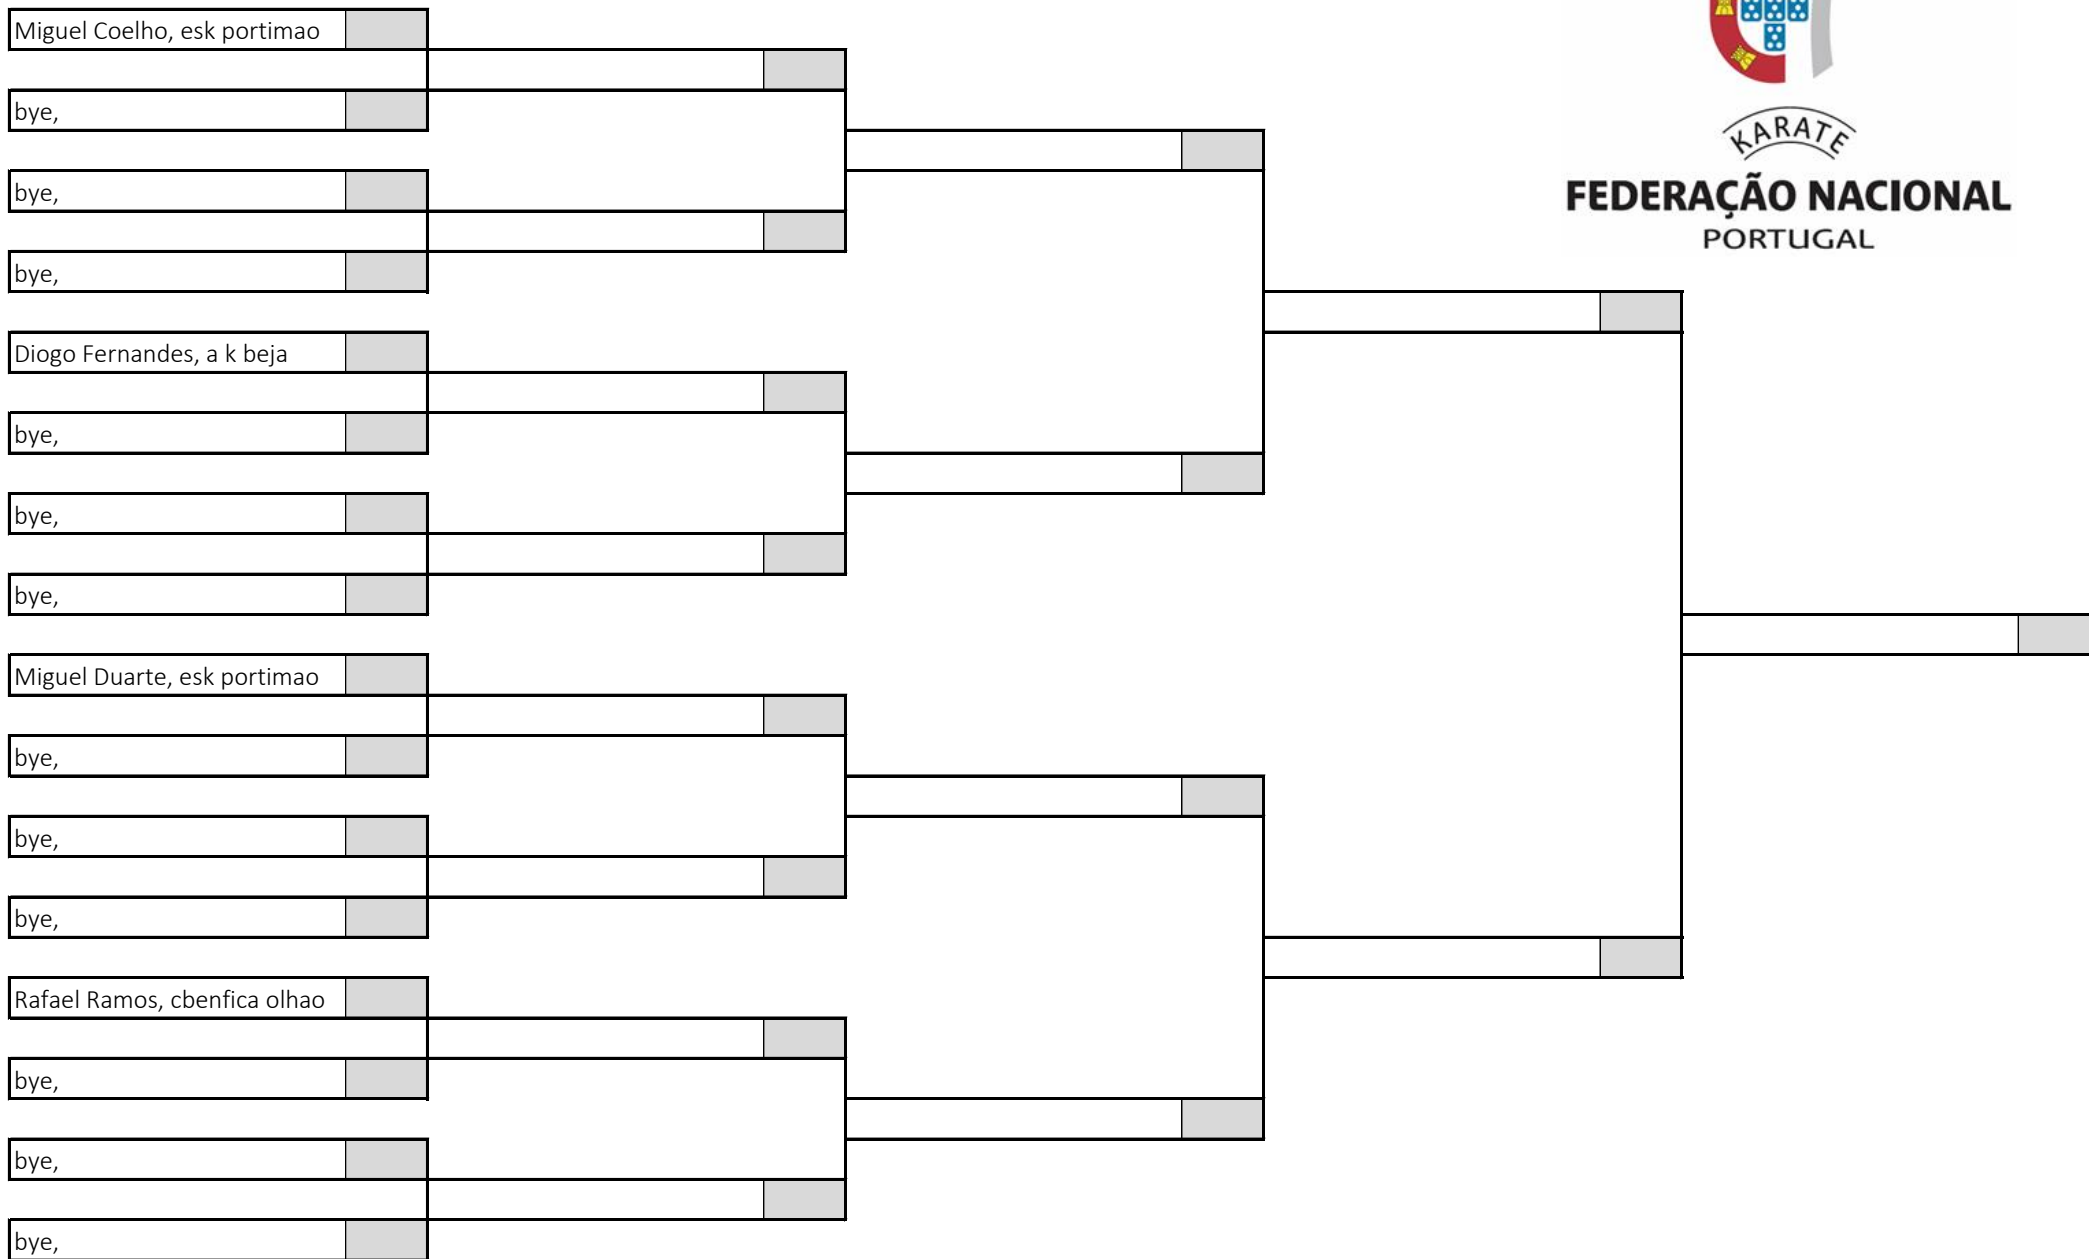 Miguel Coelho, esk portimao
bye,
bye,
bye,
Diogo Fernandes, a k beja
bye,
bye,
bye,
Miguel Duarte, esk portimao
bye,
bye,
bye,
Rafael Ramos, cbenfica olhao
bye,
bye,
bye,
KARATE
FEDERAÇÃO NACIONAL
PORTUGAL